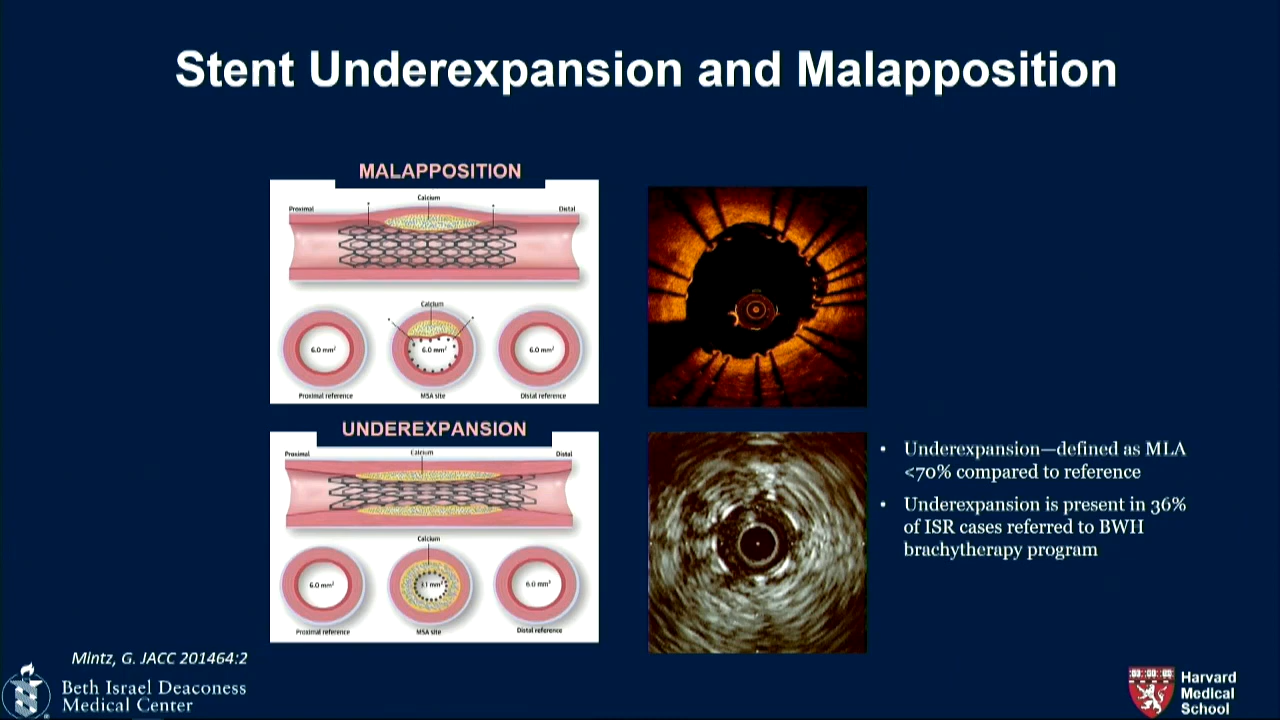 Stent Underexpansion and Malapposition
MALAPPOSITION
Calcium
Proximal
Distal
Calcium
6.0 mm²
6.0 mm²
6.0 mm²
Proximal reference
MSA site
Distal reference
UNDEREXPANSION
Calcium
Proximal
Distal
Calcium
6.0 mm²
6.0 mm²
Proximal reference
MSA site
Distal reference
• Underexpansion—defined as MLA
<70% compared to reference
• Underexpansion is present in 36%
of ISR cases referred to BWH
brachytherapy program
Mintz, G. JACC 201464:2
Beth Israel Deaconess
Medical Center
Harvard
Medical
School